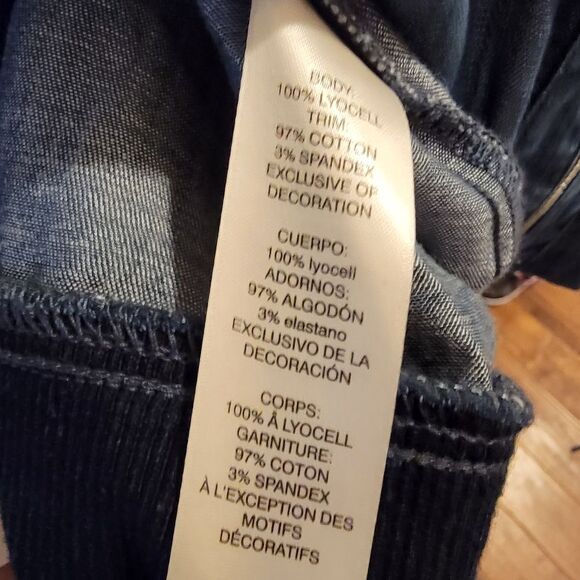 BODY:
100% LYOCELL
TRIM:
97% COTTON
3% SPANDEX
EXCLUSIVE OF
DECORATION
CUERPO:
100% lyocell
ADORNOS:
97% ALGODÓN
3% elastano
EXCLUSIVO DE LA
DECORACIÓN
CORPS:
100% À LYOCELL
GARNITURE:
97% COTON
3% SPANDEX
À L'EXCEPTION DES
MOTIFS
DÉCORATIFS